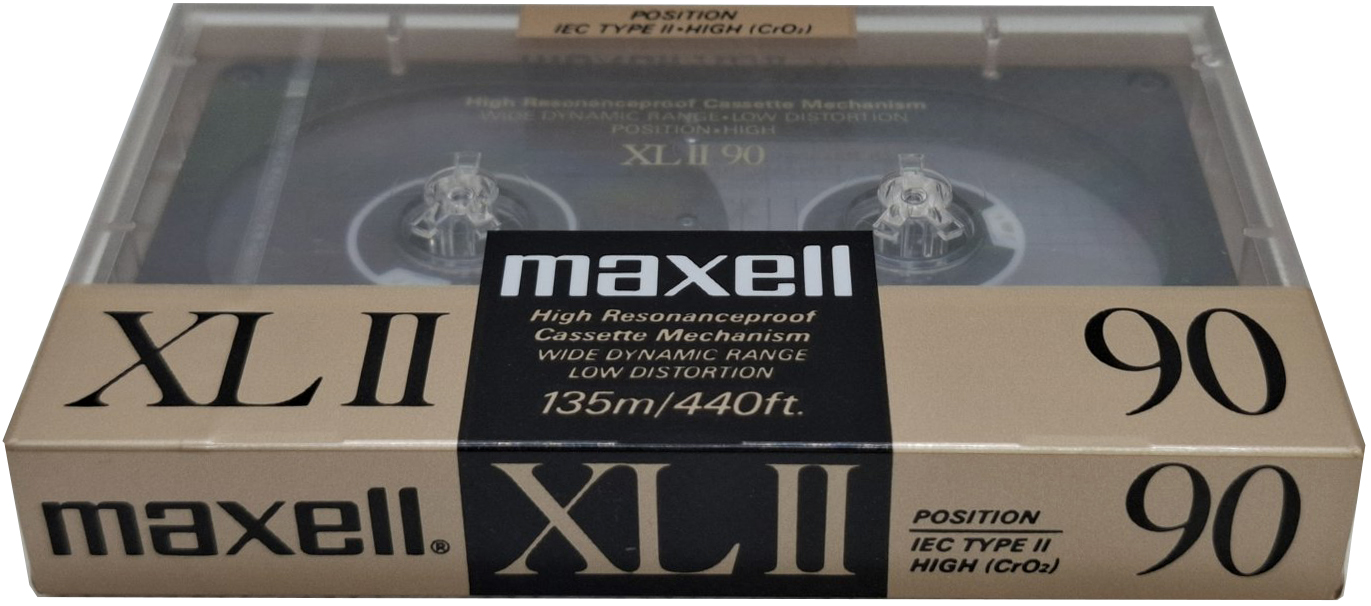 POSITION
IEC TYPE II•HIGH (CrO₂)
maxell
High Resonanceproof Cassette Mechanism
WIDE DYNAMIC RANGE•LOW DISTORTION
POSITION•HIGH
XL II 90
maxell
High Resonanceproof
Cassette Mechanism
WIDE DYNAMIC RANGE
LOW DISTORTION
135m/440ft.
XL II
90
maxell®
XL II
POSITION
IEC TYPE II
HIGH (CrO₂)
90